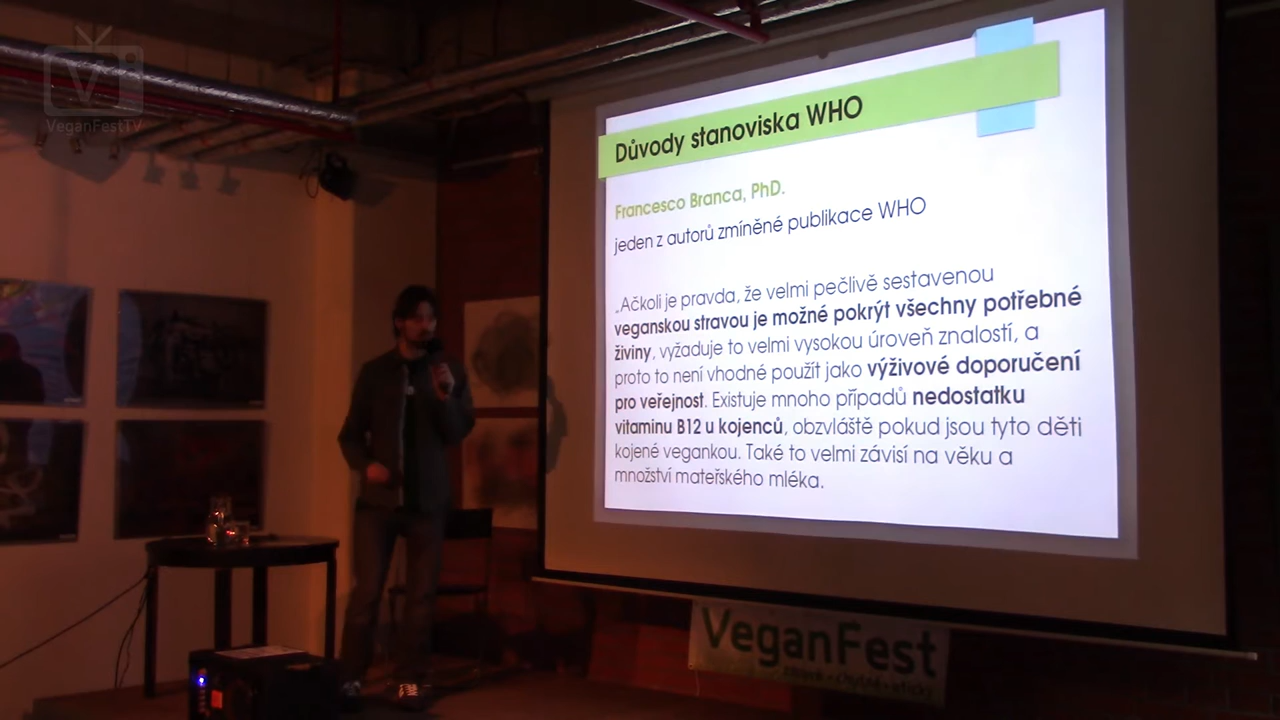 VeganFestTV
Důvody stanoviska WHO
Francesco Branca, PhD.
jeden z autorů zmíněné publikace WHO
„Ačkoli je pravda, že velmi pečlivě sestavenou
veganskou stravou je možné pokrýt všechny potřebné
živiny, vyžaduje to velmi vysokou úroveň znalostí, a
proto to není vhodné použít jako výživové doporučení
pro veřejnost. Existuje mnoho případů nedostatku
vitaminu B12 u kojenců, obzvláště pokud jsou tyto děti
kojené vegankou. Také to velmi závisí na věku a
množství mateřského mléka.
VeganFest